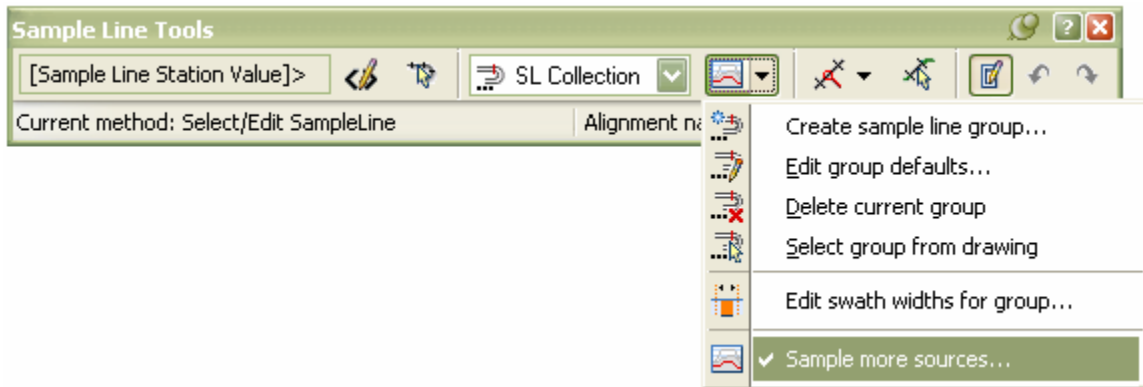 Sample Line Tools
[Sample Line Station Value]>
SL Collection
Current method: Select/Edit SampleLine
Alignment na
Create sample line group...
Edit group defaults...
Delete current group
Select group from drawing
Edit swath widths for group...
Sample more sources...